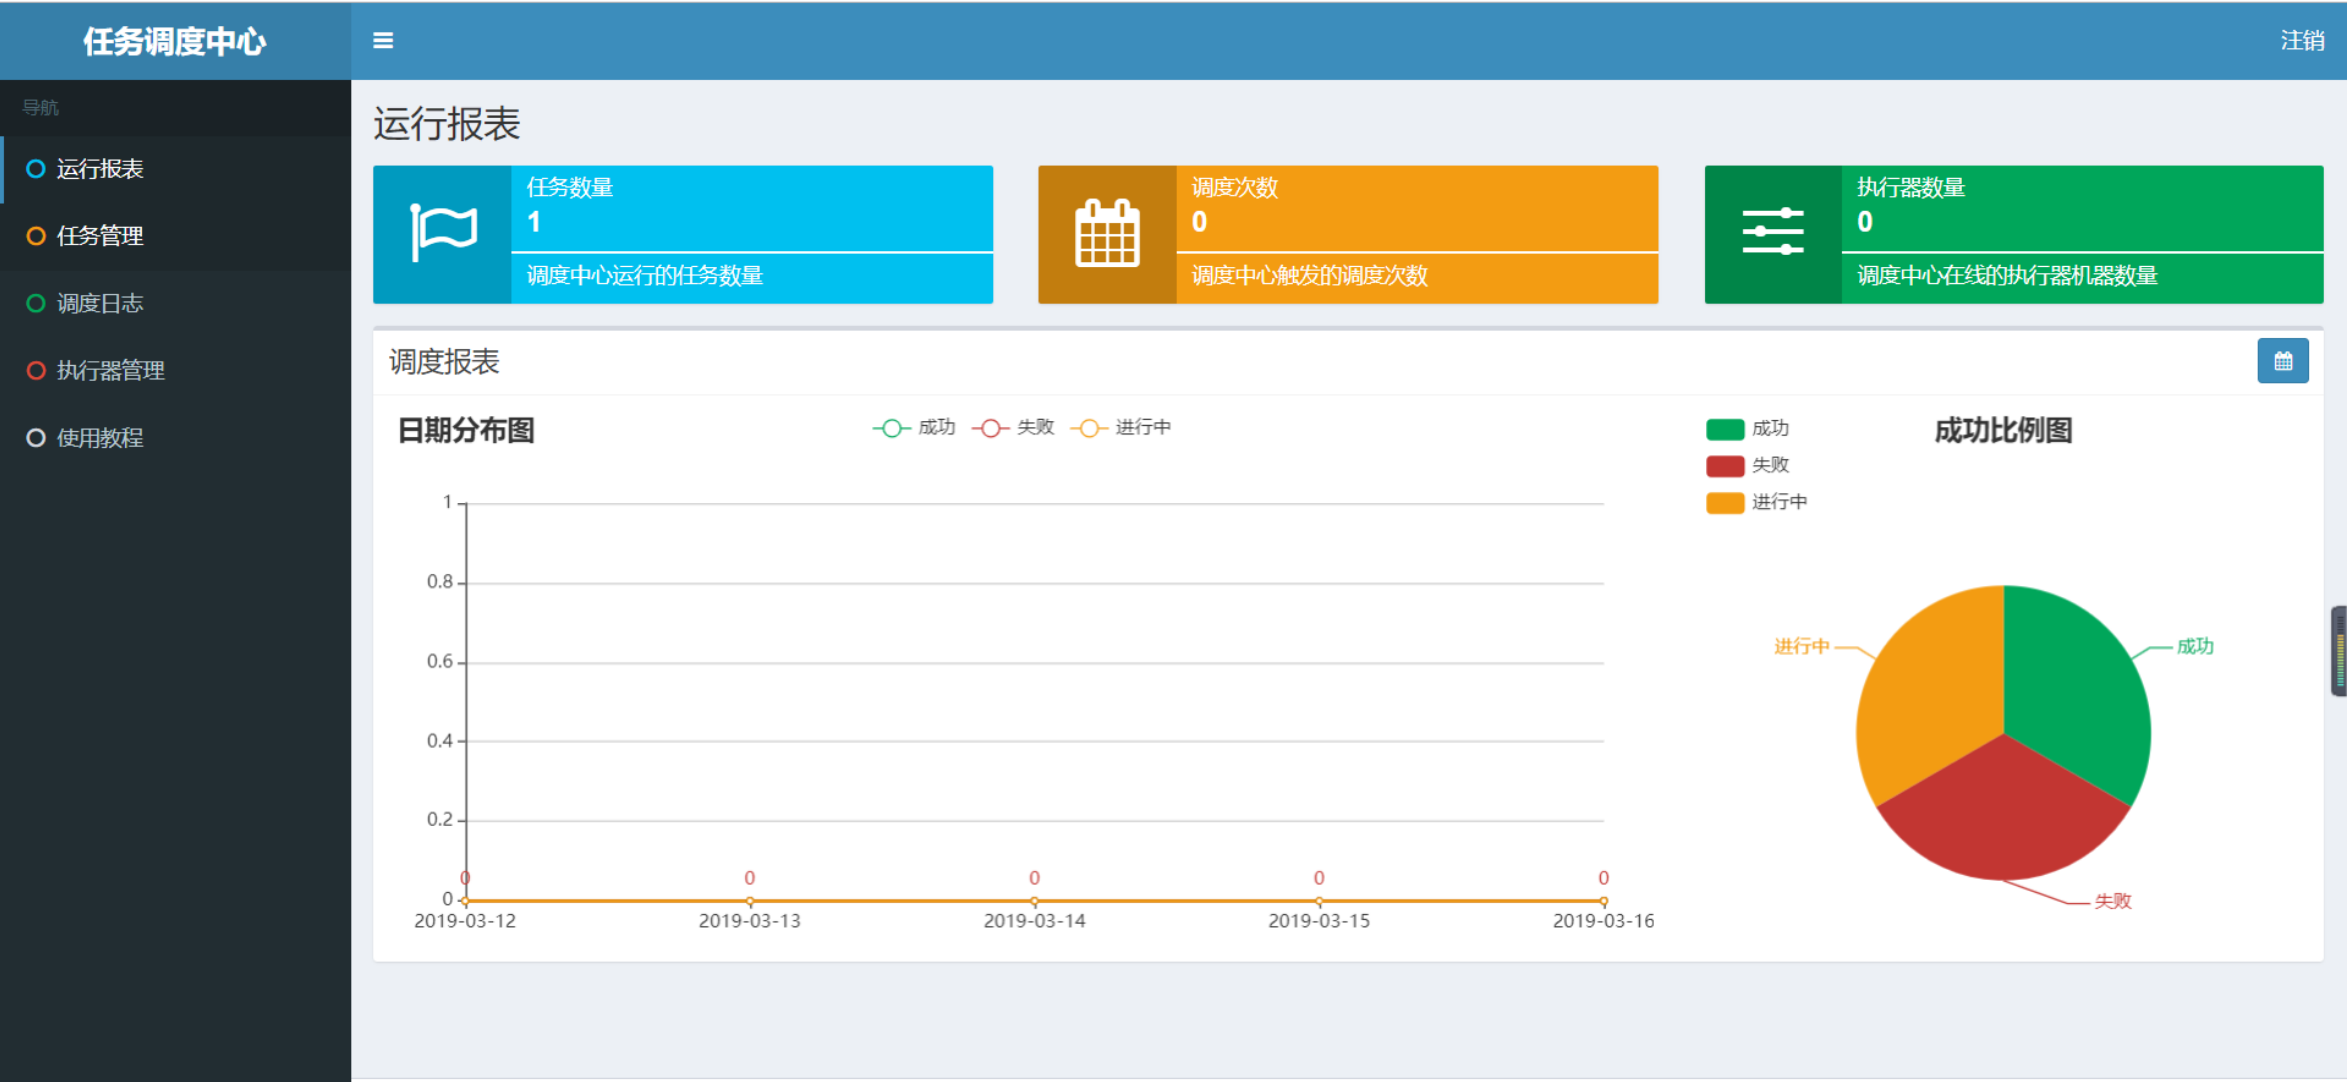 任务调度中心
注销
导航
运行报表
任务管理
调度日志
执行器管理
使用教程
运行报表
任务数量
1
调度中心运行的任务数量
调度次数
0
调度中心触发的调度次数
执行器数量
0
调度中心在线的执行器机器数量
调度报表
日期分布图
成功 失败 进行中
1
0.8
0.6
0.4
0.2
0
0 0 0 0 0
2019-03-12 2019-03-13 2019-03-14 2019-03-15 2019-03-16
成功
失败
进行中
成功比例图
进行中
成功
失败